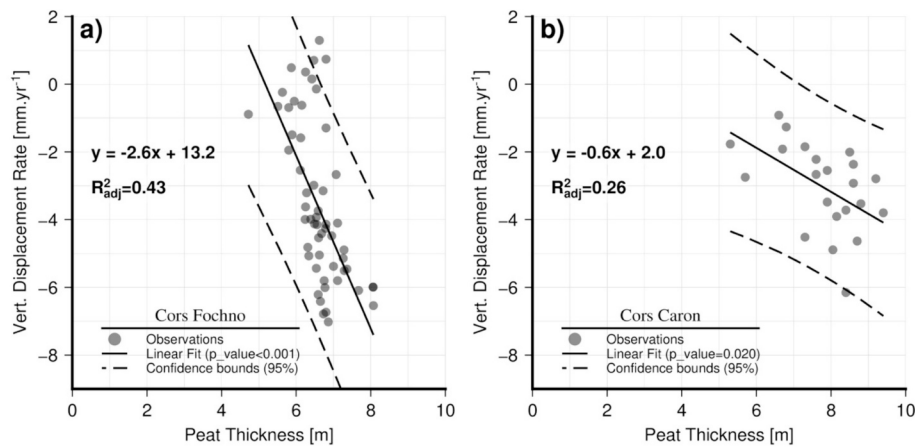 a)
Vert. Displacement Rate [mm.yr⁻¹]
2
0
−2
−4
−6
−8
y = -2.6x + 13.2
R²adj=0.43
Cors Fochno
Observations
Linear Fit (p_value<0.001)
Confidence bounds (95%)
0 2 4 6 8 10
Peat Thickness [m]
b)
Vert. Displacement Rate [mm.yr⁻¹]
2
0
−2
−4
−6
−8
y = -0.6x + 2.0
R²adj=0.26
Cors Caron
Observations
Linear Fit (p_value=0.020)
Confidence bounds (95%)
0 2 4 6 8 10
Peat Thickness [m]